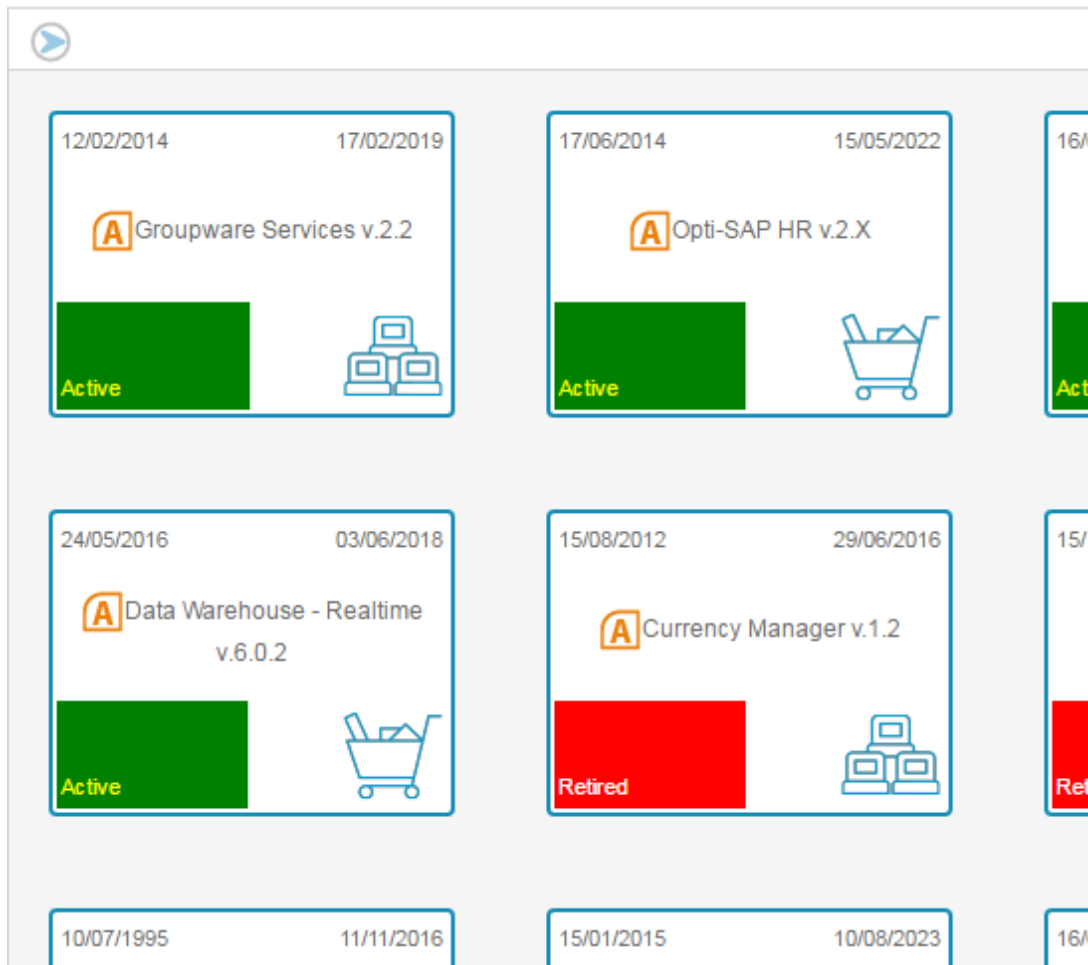 12/02/2014 17/02/2019
A Groupware Services v.2.2
Active
17/06/2014 15/05/2022
A Opti-SAP HR v.2.X
Active
24/05/2016 03/06/2018
A Data Warehouse - Realtime
v.6.0.2
Active
15/08/2012 29/06/2016
A Currency Manager v.1.2
Retired
10/07/1995 11/11/2016
15/01/2015 10/08/2023